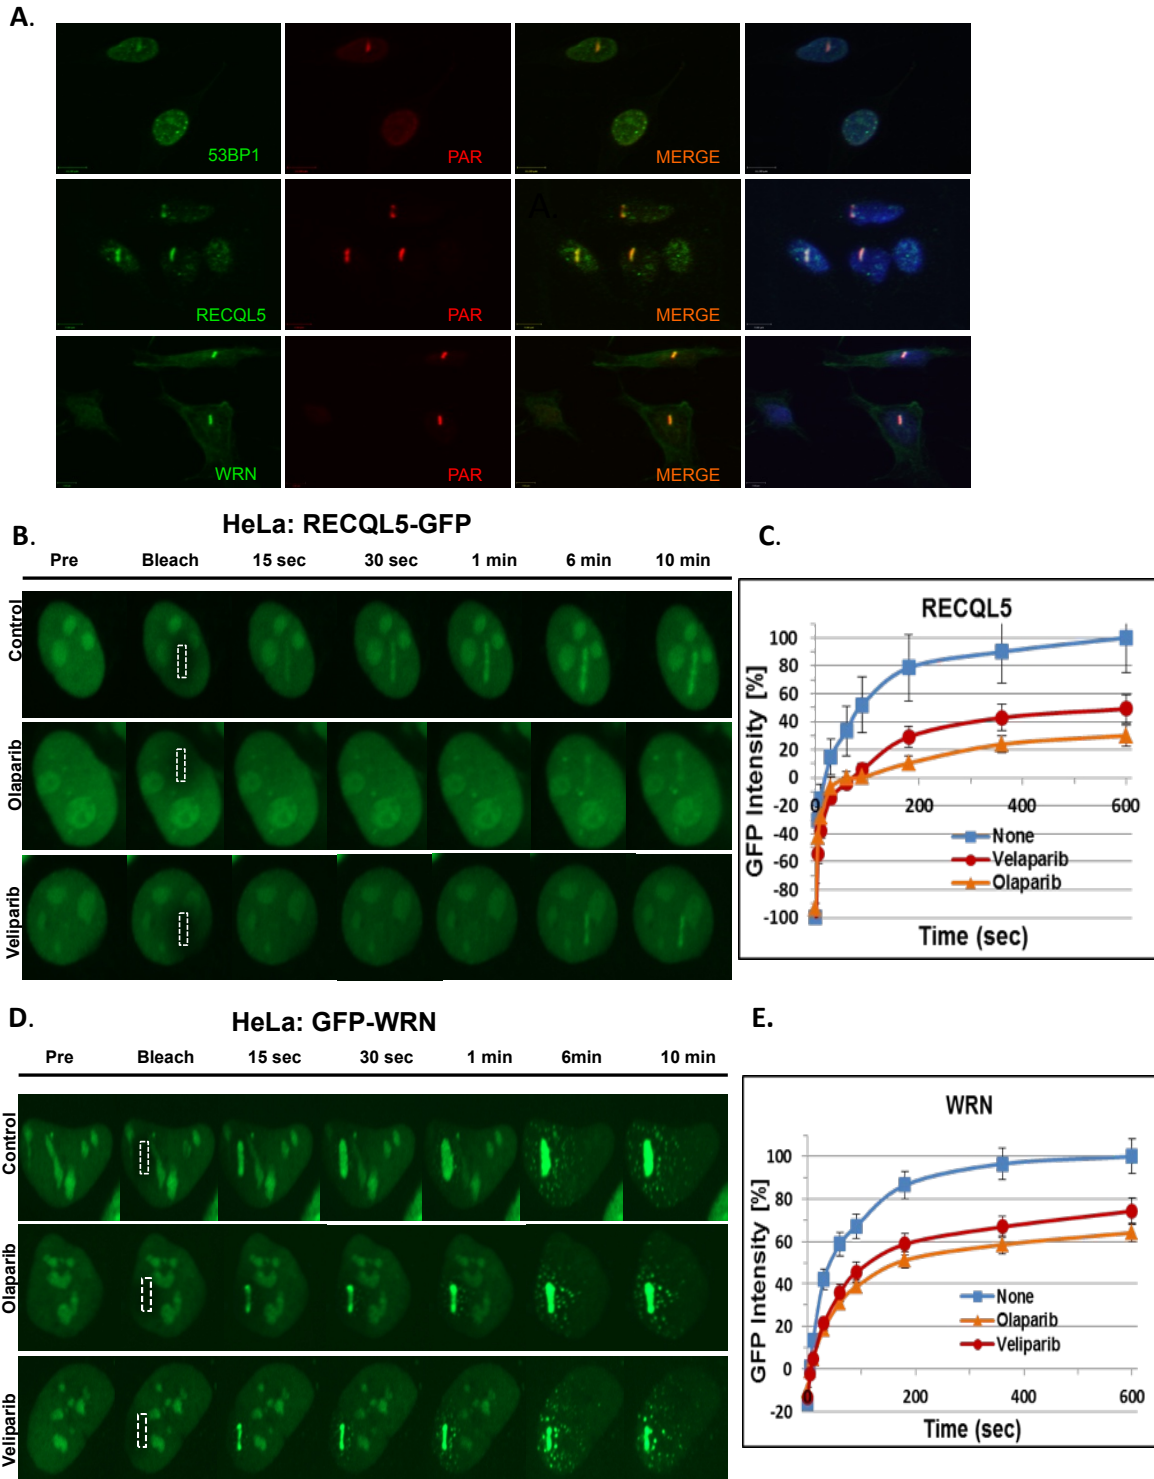 A.
53BP1 PAR MERGE
A.
RECQL5 PAR MERGE
WRN PAR MERGE
B.
HeLa: RECQL5-GFP
Pre Bleach 15 sec 30 sec 1 min 6 min 10 min
Control
Olaparib
Veliparib
C.
RECQL5
GFP Intensity [%]
100
80
60
40
20
0
-20
-40
-60
-80
-100
0 200 400 600
None
Velaparib
Olaparib
Time (sec)
D.
HeLa: GFP-WRN
Pre Bleach 15 sec 30 sec 1 min 6min 10 min
Control
Olaparib
Veliparib
E.
WRN
GFP Intensity [%]
100
80
60
40
20
0
-20
0 200 400 600
None
Olaparib
Veliparib
Time (sec)